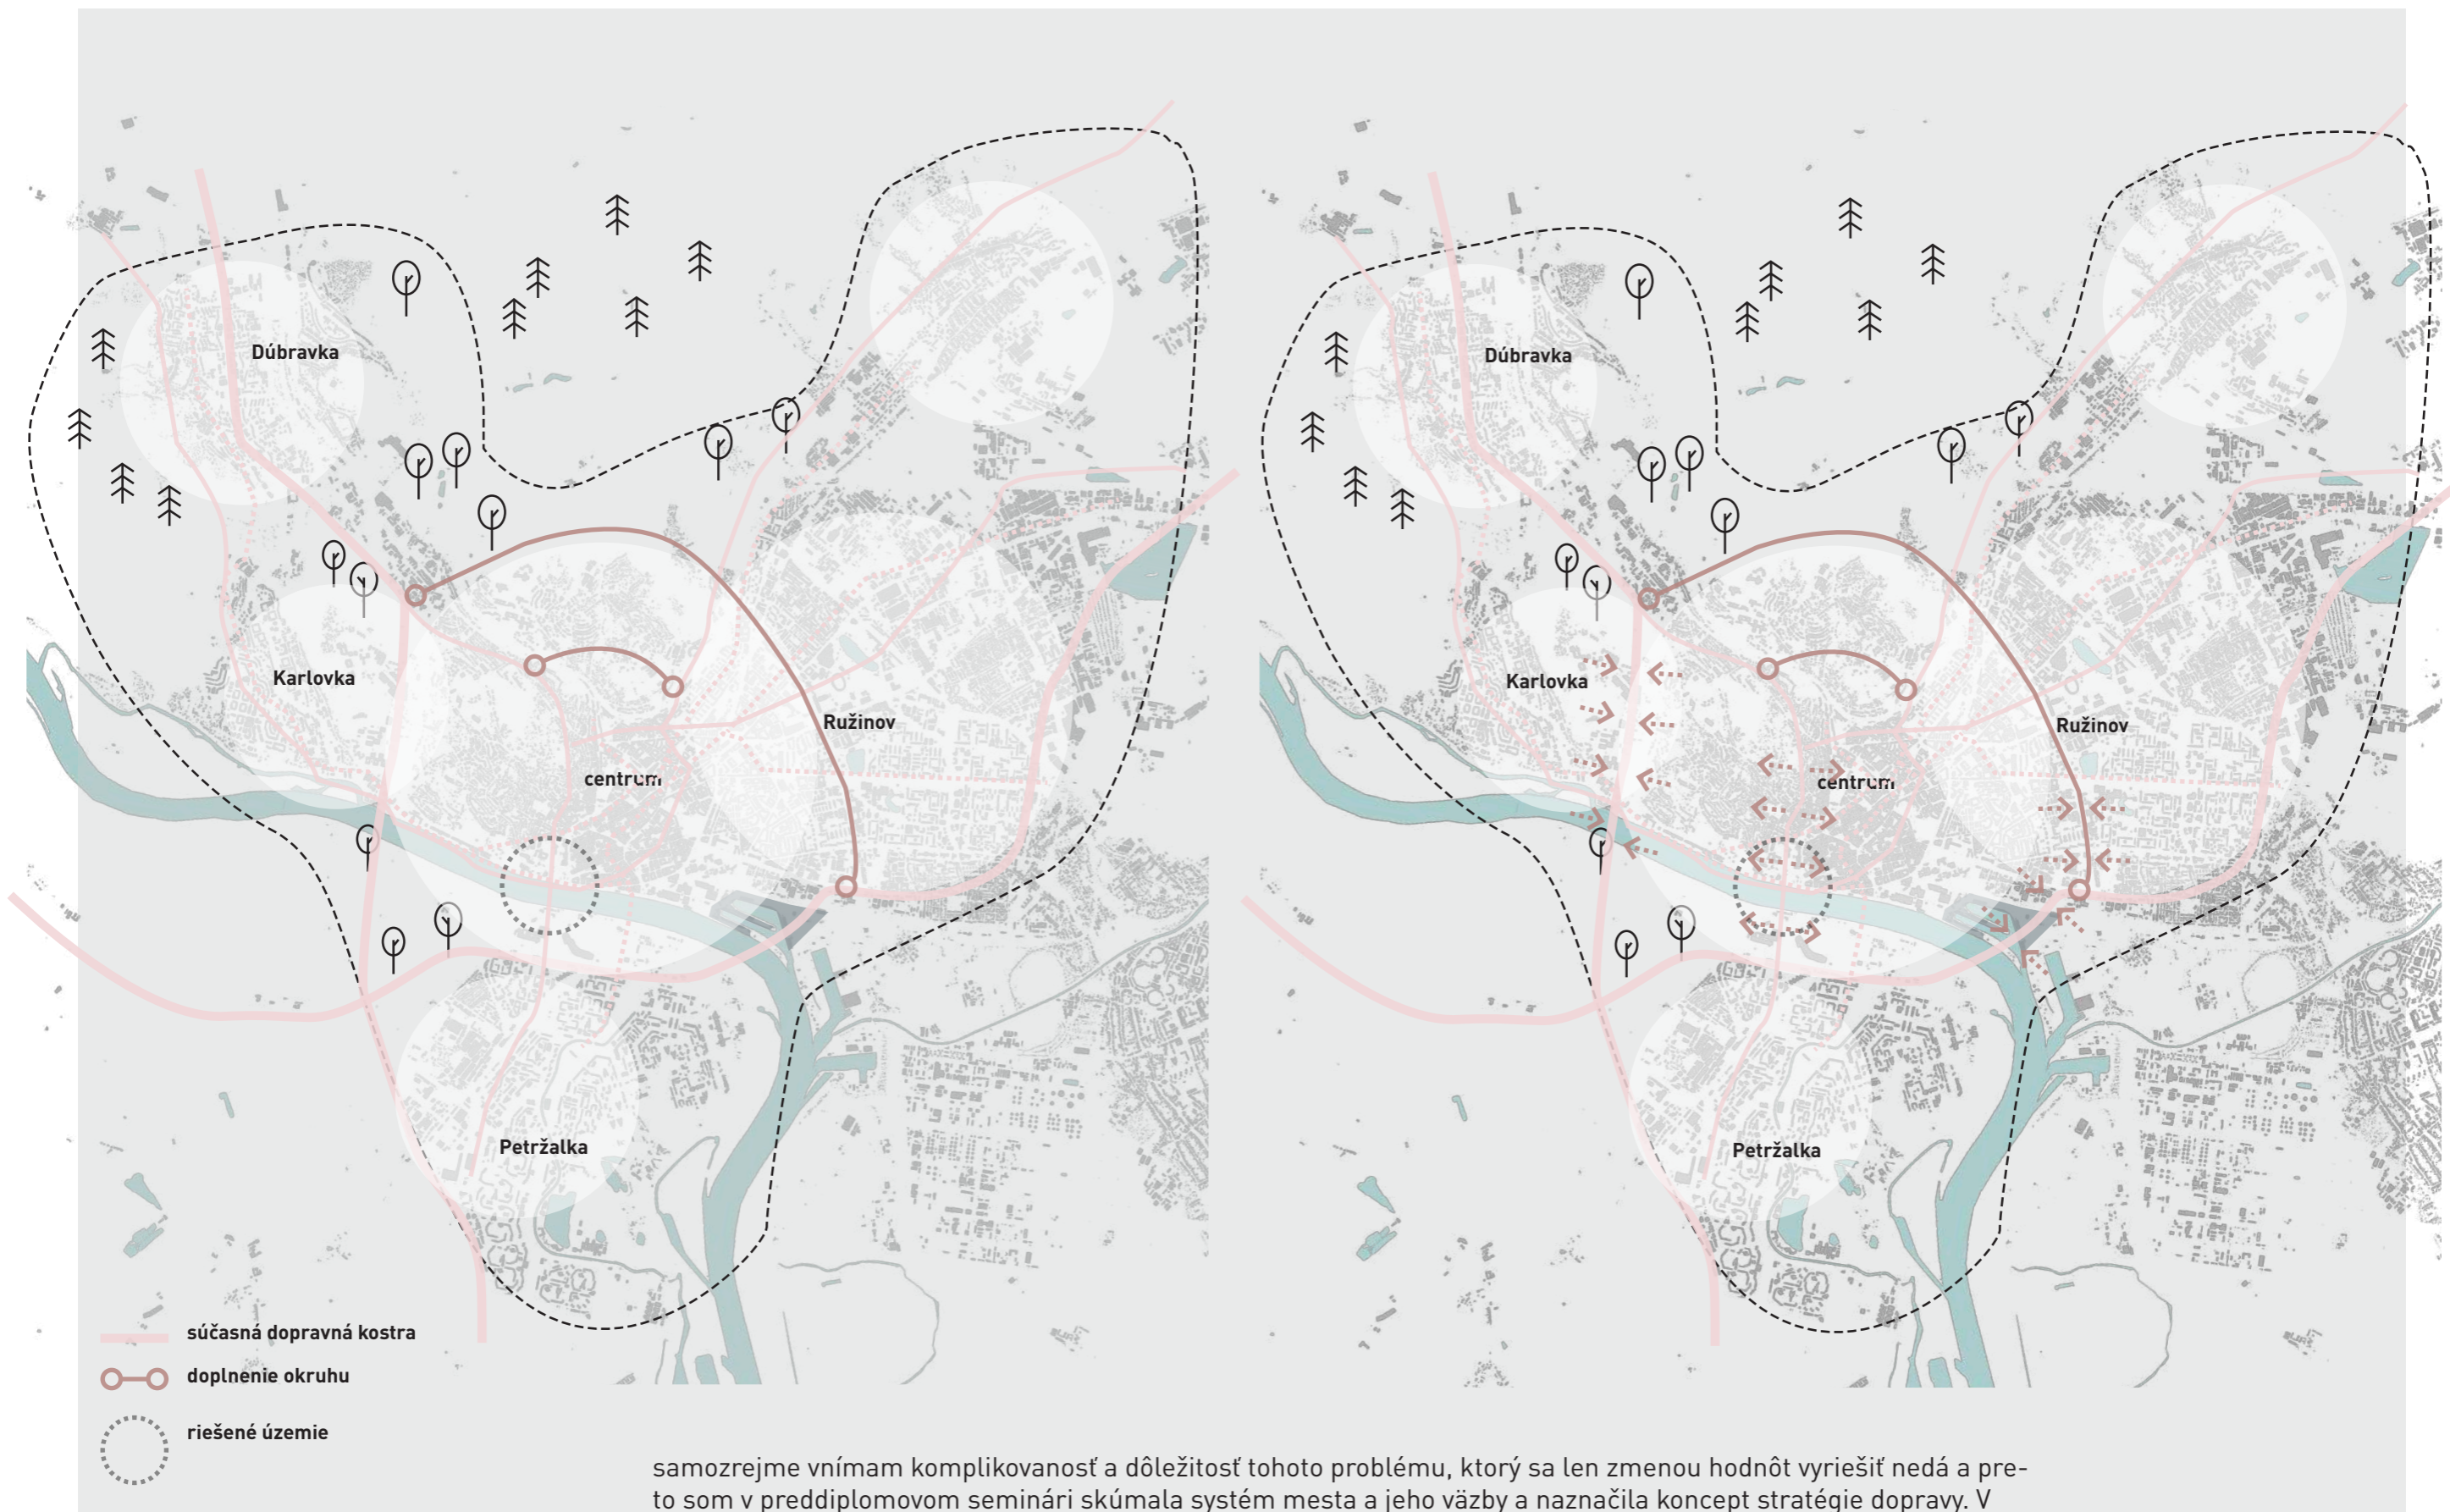 Dúbravka
Karlovka
Ružinov
centrum
Petržalka
Dúbravka
Karlovka
Ružinov
centrum
Petržalka
súčasná dopravná kostra
doplnenie okruhu
riešené územie
samozrejme vnímam komplikovanosť a dôležitosť tohoto problému, ktorý sa len zmenou hodnôt vyriešiť nedá a pre-
to som v preddiplomovom seminári skúmala systém mesta a jeho väzby a naznačila koncept stratégie dopravy. V